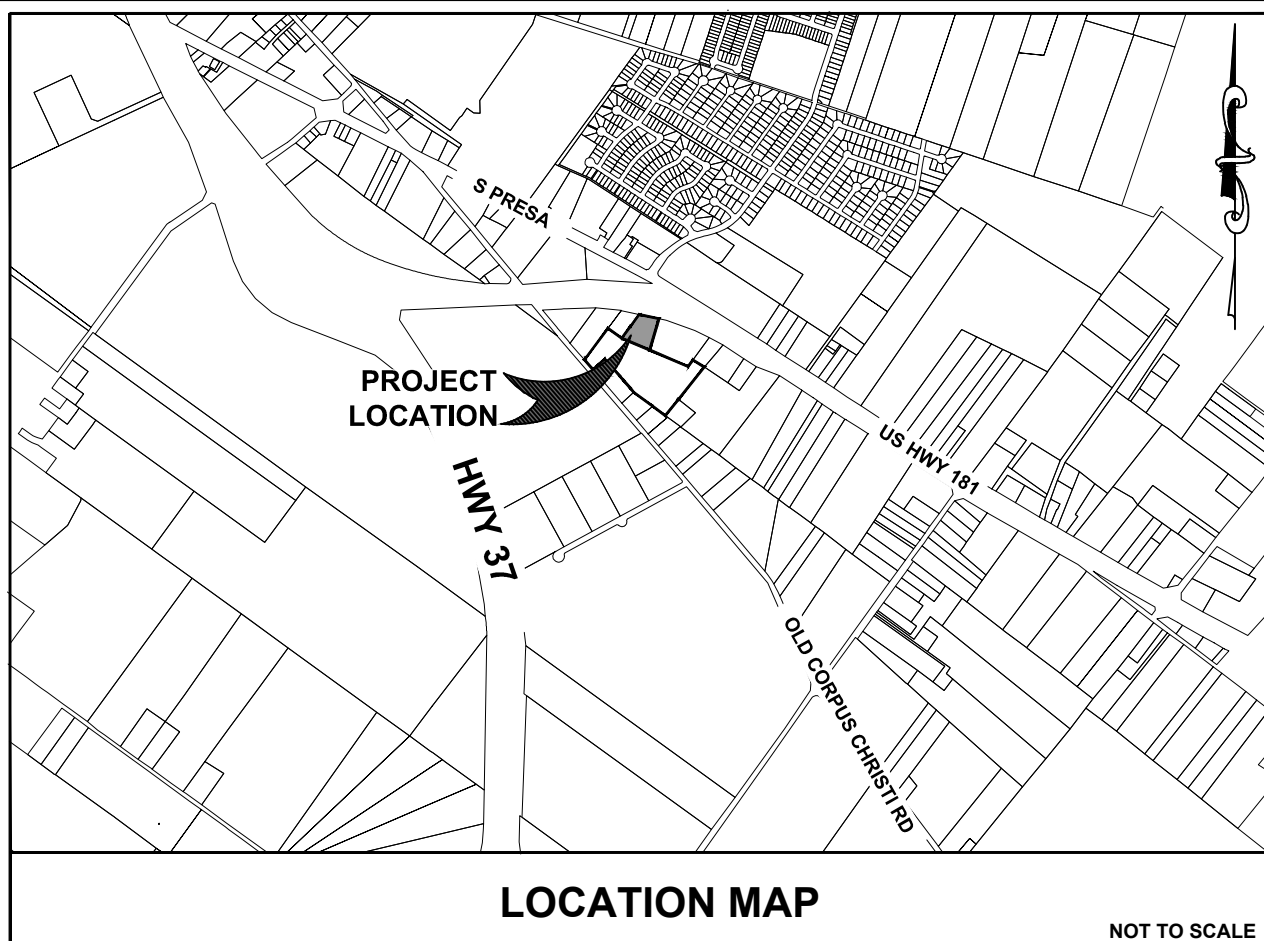 S PRESA
PROJECT
LOCATION
HWY 37
US HWY 181
OLD CORPUS CHRISTI RD
LOCATION MAP
NOT TO SCALE